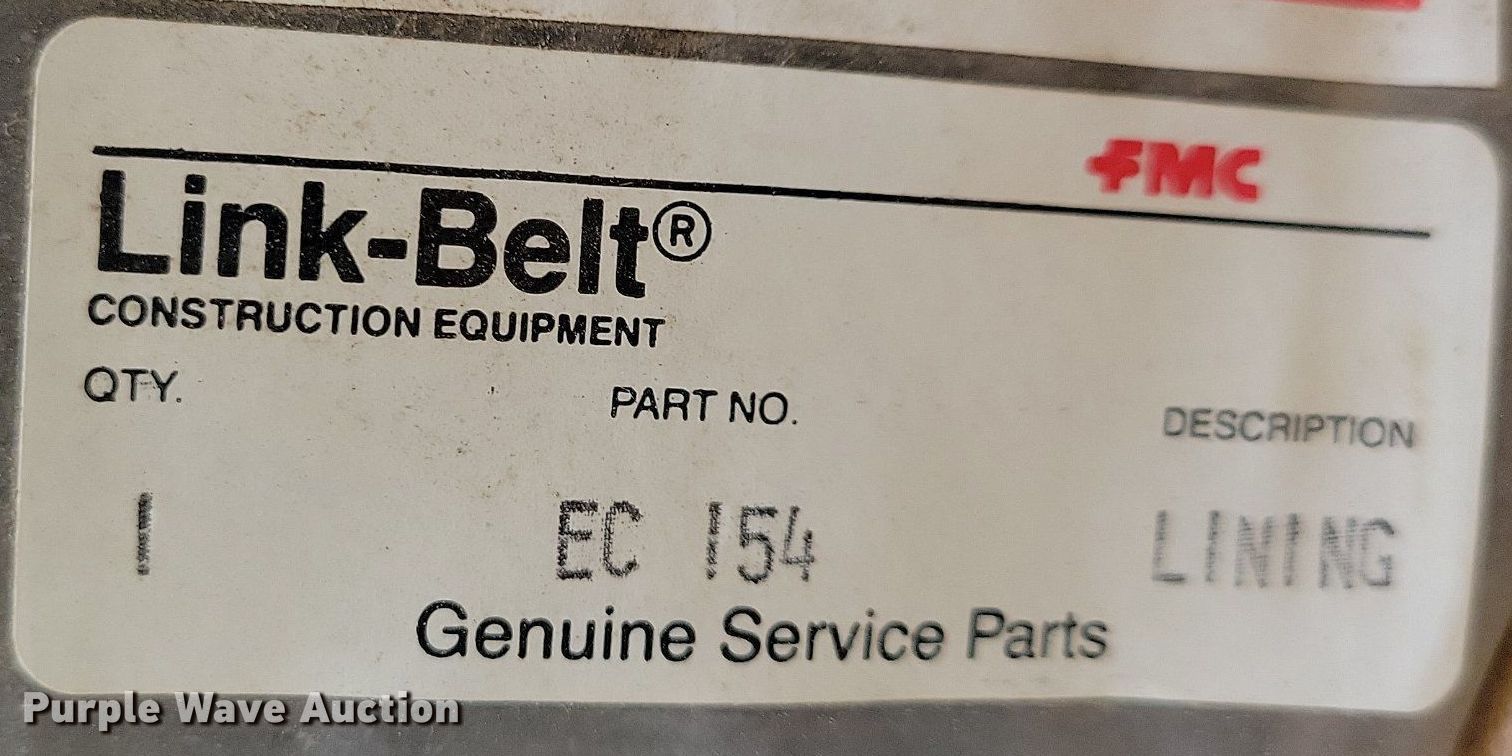 FMC
Link-Belt®
CONSTRUCTION EQUIPMENT
QTY. PART NO. DESCRIPTION
1 EC 154 LINING
Genuine Service Parts
Purple Wave Auction